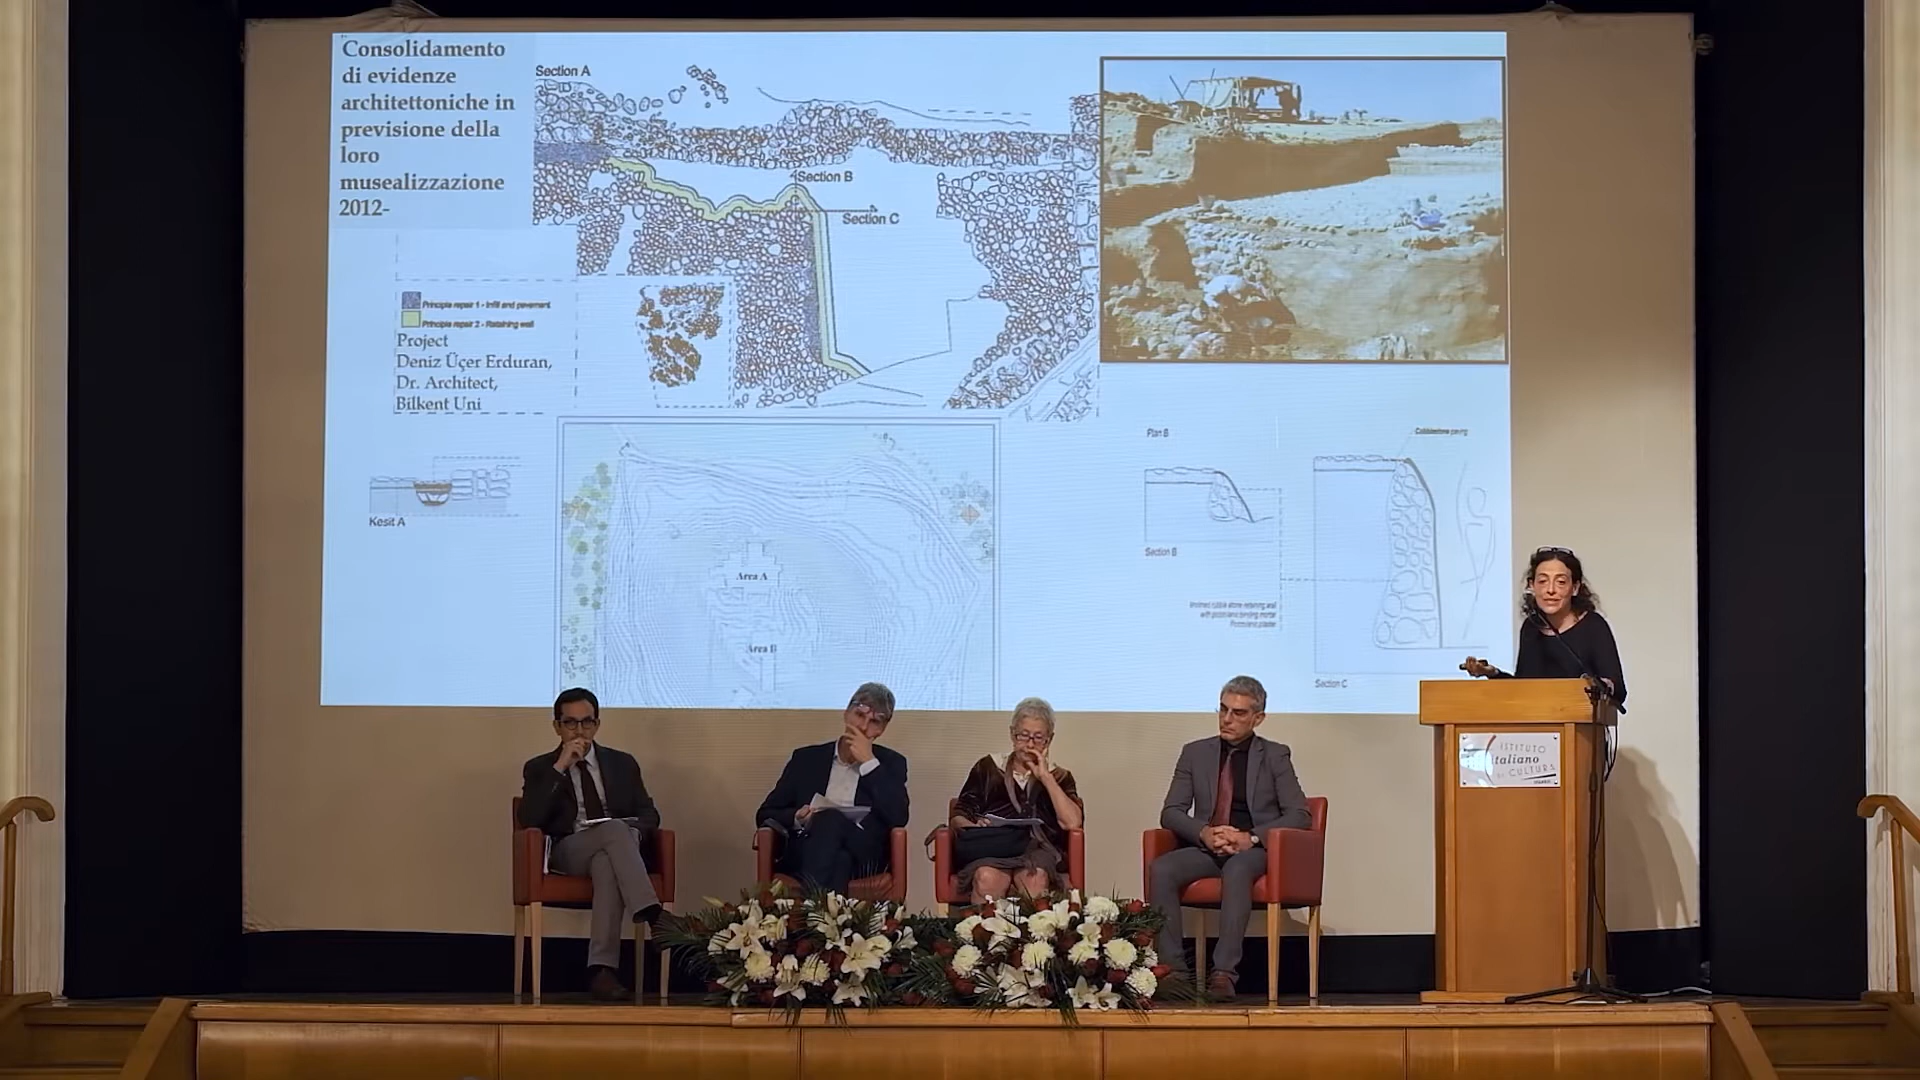 Consolidamento
di evidenze
architettoniche in
previsione della
loro
musealizzazione
2012-
Section A
Section B
Section C
Principle repair 1 - Infill and pavement
Principle repair 2 - Retaining wall
Project
Deniz Üçer Erduran,
Dr. Architect,
Bilkent Uni
Kesit A
Area A
Area B
Plan B
Cobblestone paving
Section B
Section C
ISTITUTO
italiano
DI CULTURA